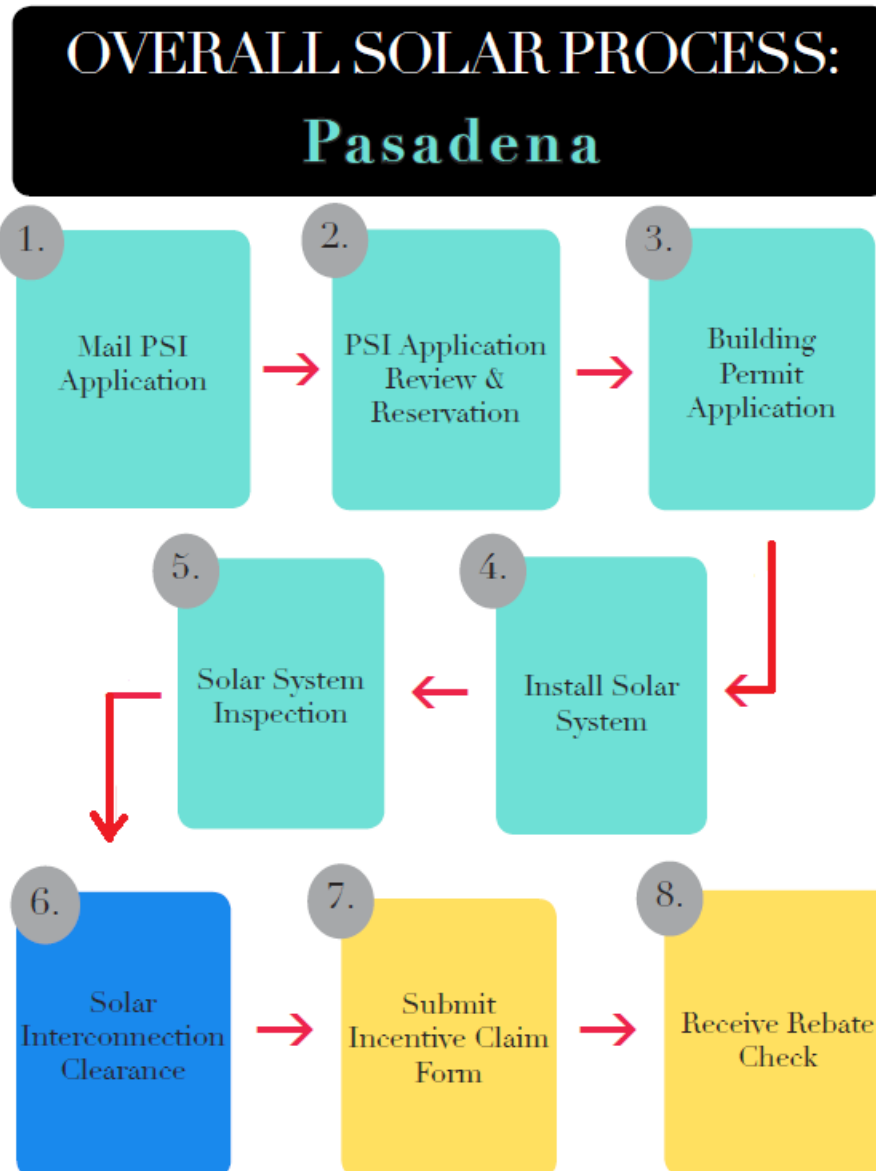 OVERALL SOLAR PROCESS:
Pasadena
1.
Mail PSI
Application
2.
PSI Application
Review &
Reservation
3.
Building
Permit
Application
4.
Install Solar
System
5.
Solar System
Inspection
6.
Solar
Interconnection
Clearance
7.
Submit
Incentive Claim
Form
8.
Receive Rebate
Check